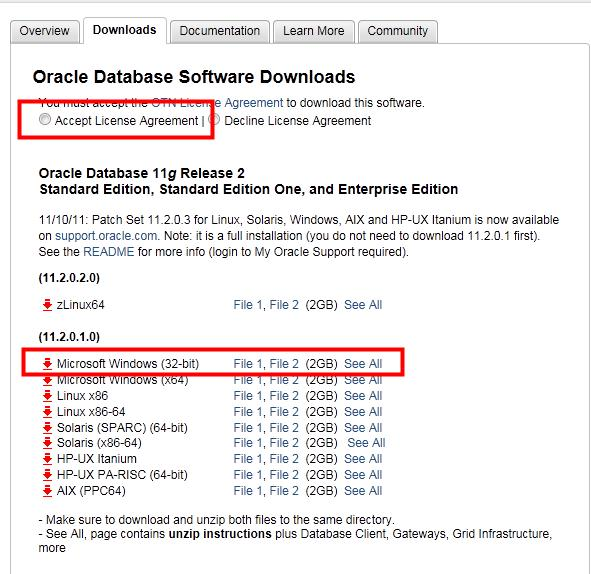 Overview Downloads Documentation Learn More Community
Oracle Database Software Downloads
You must accept the OTN License Agreement to download this software.
Accept License Agreement | Decline License Agreement
Oracle Database 11g Release 2
Standard Edition, Standard Edition One, and Enterprise Edition
11/10/11: Patch Set 11.2.0.3 for Linux, Solaris, Windows, AIX and HP-UX Itanium is now available
on support.oracle.com. Note: it is a full installation (you do not need to download 11.2.0.1 first).
See the README for more info (login to My Oracle Support required).
(11.2.0.2.0)
zLinux64 File 1, File 2 (2GB) See All
(11.2.0.1.0)
Microsoft Windows (32-bit) File 1, File 2 (2GB) See All
Microsoft Windows (x64) File 1, File 2 (2GB) See All
Linux x86 File 1, File 2 (2GB) See All
Linux x86-64 File 1, File 2 (2GB) See All
Solaris (SPARC) (64-bit) File 1, File 2 (2GB) See All
Solaris (x86-64) File 1, File 2 (2GB) See All
HP-UX Itanium File 1, File 2 (2GB) See All
HP-UX PA-RISC (64-bit) File 1, File 2 (2GB) See All
AIX (PPC64) File 1, File 2 (2GB) See All
- Make sure to download and unzip both files to the same directory.
- See All, page contains unzip instructions plus Database Client, Gateways, Grid Infrastructure,
more